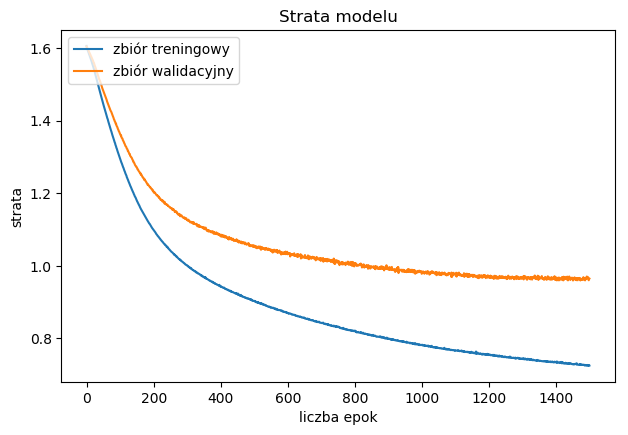 Strata modelu
zbiór treningowy
zbiór walidacyjny
strata
1.6
1.4
1.2
1.0
0.8
0 200 400 600 800 1000 1200 1400
liczba epok